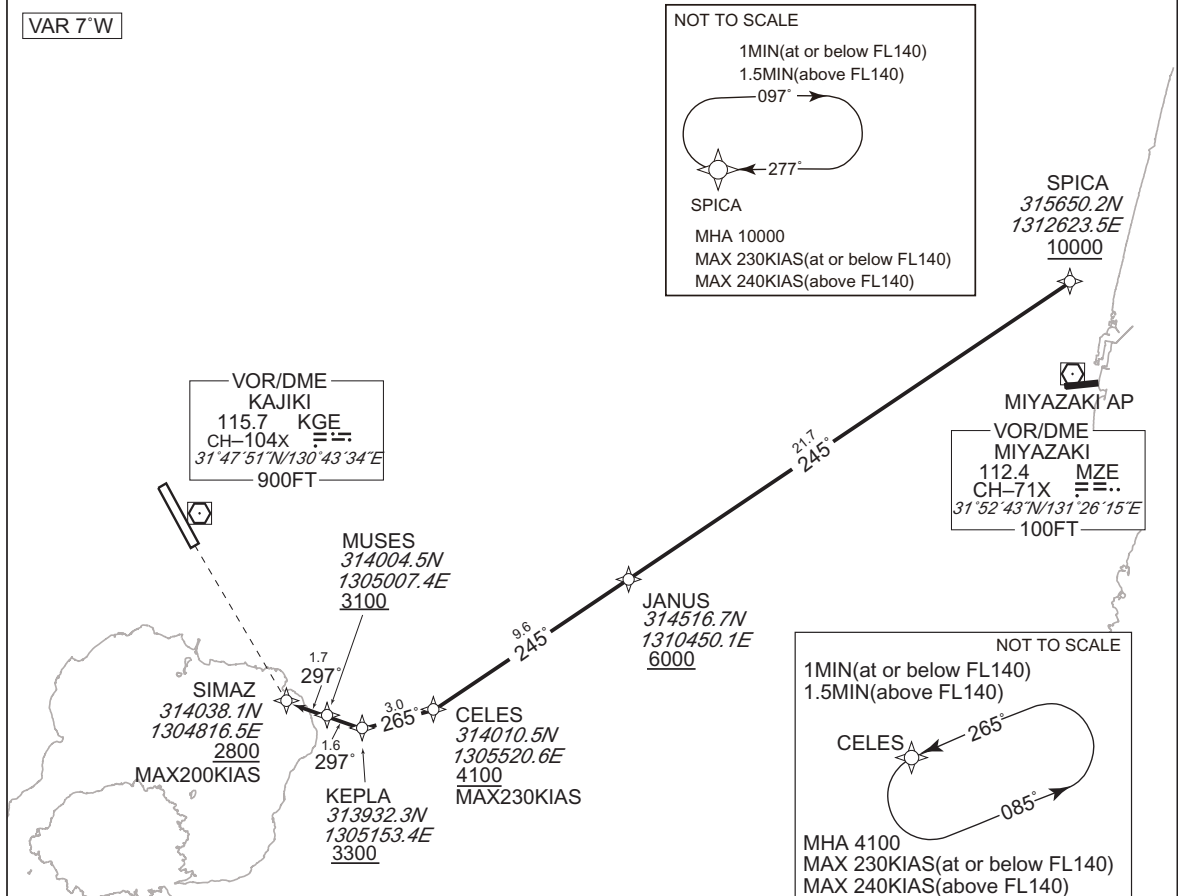 VAR 7°W
NOT TO SCALE
1MIN(at or below FL140)
1.5MIN(above FL140)
097°
277°
SPICA
MHA 10000
MAX 230KIAS(at or below FL140)
MAX 240KIAS(above FL140)
SPICA
315650.2N
1312623.5E
10000
VOR/DME
KAJIKI
115.7 KGE
CH–104X
31°47´51˝N/130°43´34˝E
900FT
MIYAZAKI AP
VOR/DME
MIYAZAKI
112.4 MZE
CH–71X
31°52´43˝N/131°26´15˝E
100FT
21.7
245°
MUSES
314004.5N
1305007.4E
3100
JANUS
314516.7N
1310450.1E
6000
9.6
245°
1.7
297°
SIMAZ
314038.1N
1304816.5E
2800
MAX200KIAS
3.0
265°
1.6
297°
CELES
314010.5N
1305520.6E
4100
MAX230KIAS
KEPLA
313932.3N
1305153.4E
3300
NOT TO SCALE
1MIN(at or below FL140)
1.5MIN(above FL140)
CELES
265°
085°
MHA 4100
MAX 230KIAS(at or below FL140)
MAX 240KIAS(above FL140)